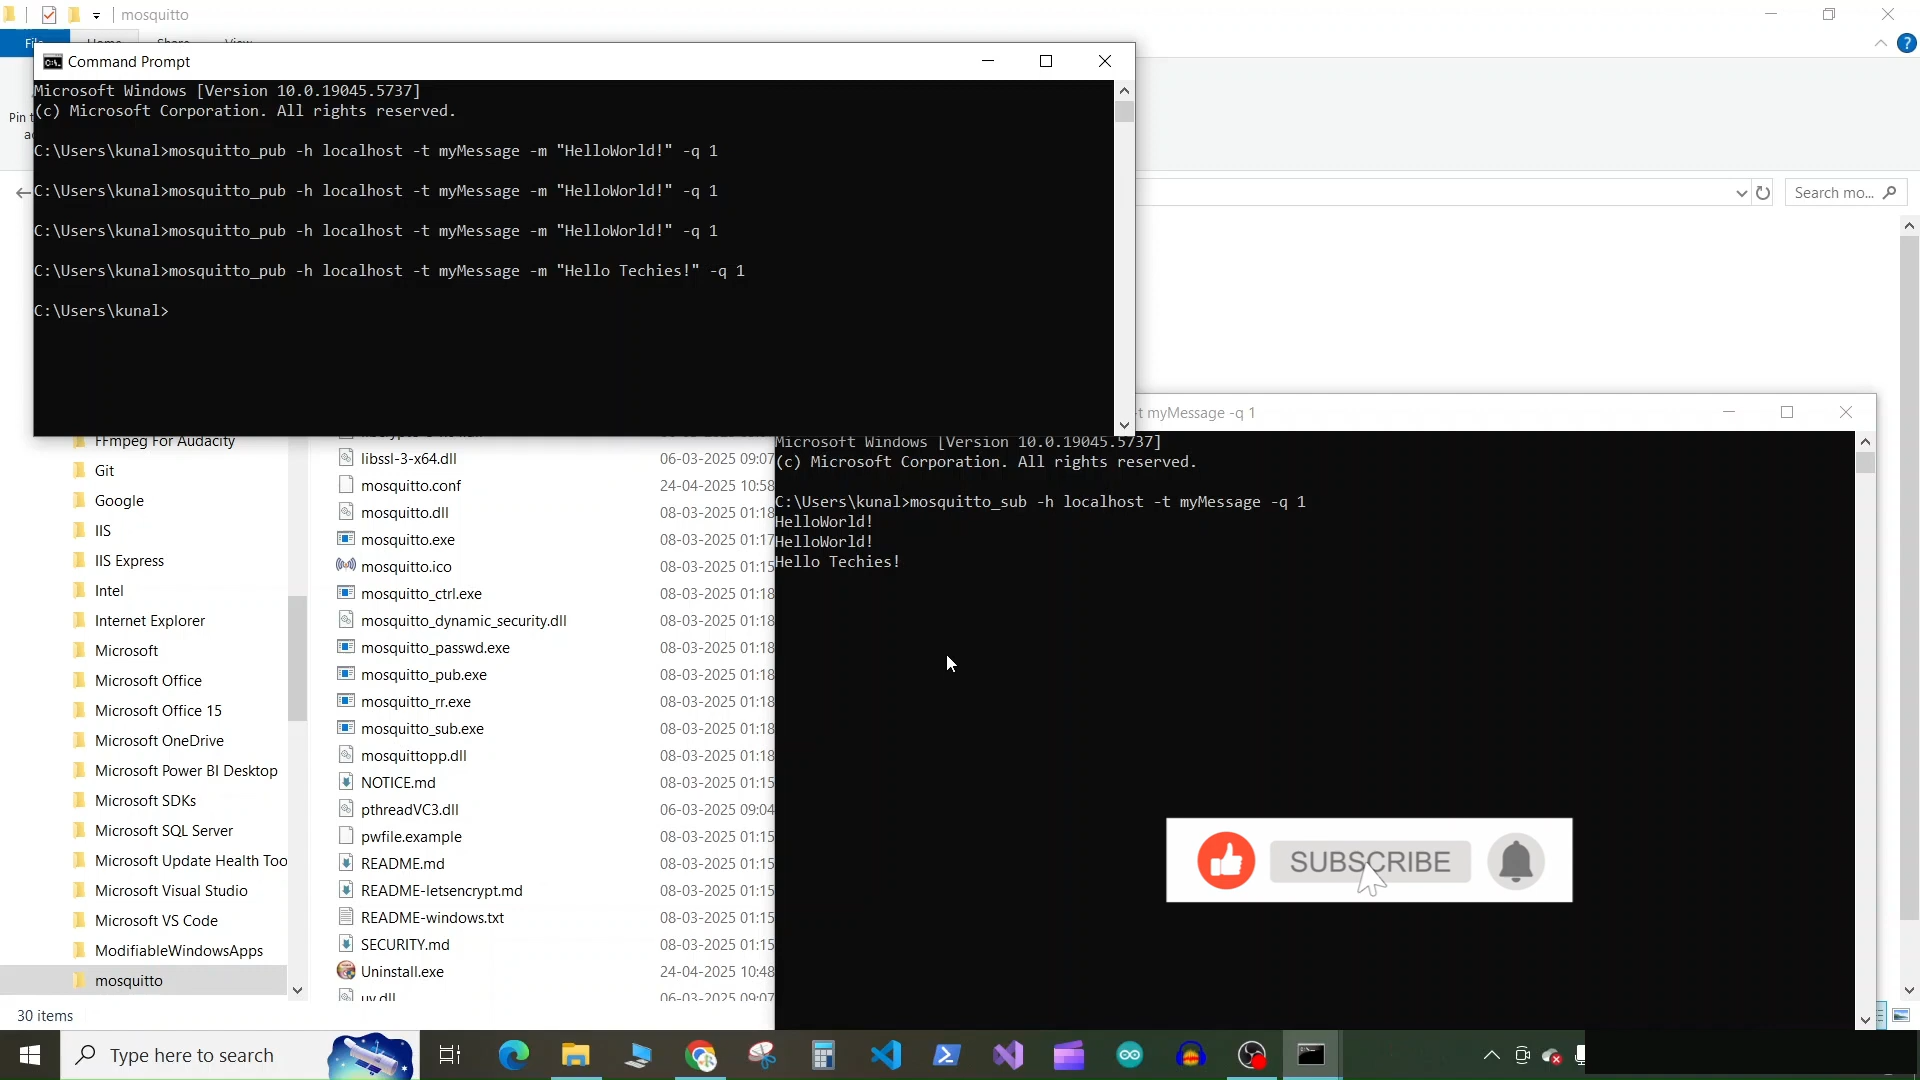 mosquitto
Command Prompt
Microsoft Windows [Version 10.0.19045.5737]
(c) Microsoft Corporation. All rights reserved.
C:\Users\kunal>mosquitto_pub -h localhost -t myMessage -m "HelloWorld!" -q 1
C:\Users\kunal>mosquitto_pub -h localhost -t myMessage -m "HelloWorld!" -q 1
C:\Users\kunal>mosquitto_pub -h localhost -t myMessage -m "HelloWorld!" -q 1
C:\Users\kunal>mosquitto_pub -h localhost -t myMessage -m "Hello Techies!" -q 1
C:\Users\kunal>
Search mo...
-t myMessage -q 1
Microsoft Windows [Version 10.0.19045.5737]
(c) Microsoft Corporation. All rights reserved.
C:\Users\kunal>mosquitto_sub -h localhost -t myMessage -q 1
HelloWorld!
HelloWorld!
Hello Techies!
FFmpeg For Audacity
Git
Google
IIS
IIS Express
Intel
Internet Explorer
Microsoft
Microsoft Office
Microsoft Office 15
Microsoft OneDrive
Microsoft Power BI Desktop
Microsoft SDKs
Microsoft SQL Server
Microsoft Update Health Too
Microsoft Visual Studio
Microsoft VS Code
ModifiableWindowsApps
mosquitto
libssl-3-x64.dll 06-03-2025 09:07
mosquitto.conf 24-04-2025 10:58
mosquitto.dll 08-03-2025 01:18
mosquitto.exe 08-03-2025 01:17
mosquitto.ico 08-03-2025 01:15
mosquitto_ctrl.exe 08-03-2025 01:18
mosquitto_dynamic_security.dll 08-03-2025 01:18
mosquitto_passwd.exe 08-03-2025 01:18
mosquitto_pub.exe 08-03-2025 01:18
mosquitto_rr.exe 08-03-2025 01:18
mosquitto_sub.exe 08-03-2025 01:18
mosquittopp.dll 08-03-2025 01:18
NOTICE.md 08-03-2025 01:15
pthreadVC3.dll 06-03-2025 09:04
pwfile.example 08-03-2025 01:15
README.md 08-03-2025 01:15
README-letsencrypt.md 08-03-2025 01:15
README-windows.txt 08-03-2025 01:15
SECURITY.md 08-03-2025 01:15
Uninstall.exe 24-04-2025 10:48
uv.dll 06-03-2025 09:07
SUBSCRIBE
30 items
Type here to search